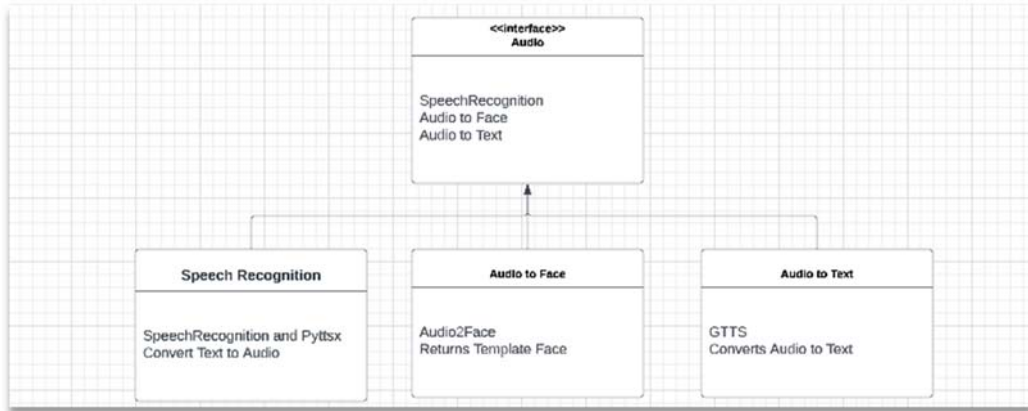 <<interface>>
Audio
SpeechRecognition
Audio to Face
Audio to Text
Speech Recognition
SpeechRecognition and Pyttsx
Convert Text to Audio
Audio to Face
Audio2Face
Returns Template Face
Audio to Text
GTTS
Converts Audio to Text